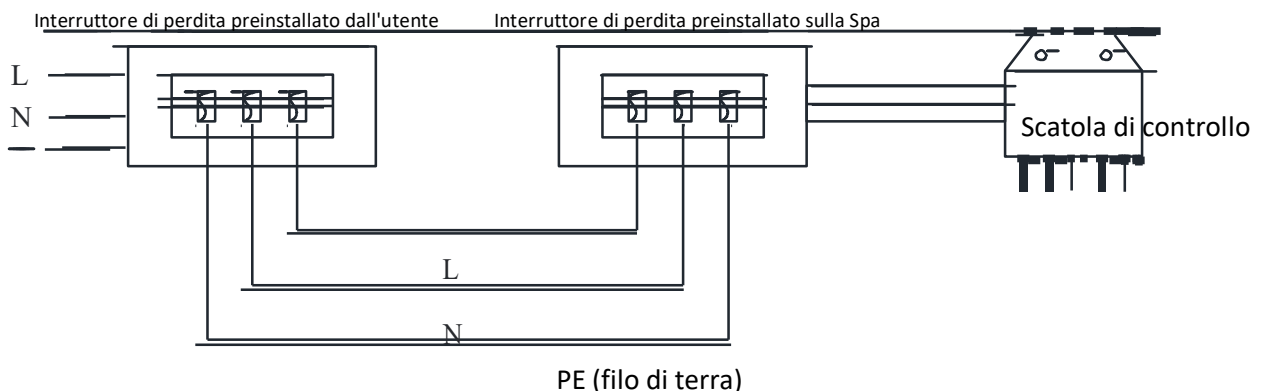 Interruttore di perdita preinstallato dall'utente
Interruttore di perdita preinstallato sulla Spa
L
N
Scatola di controllo
L
N
PE (filo di terra)